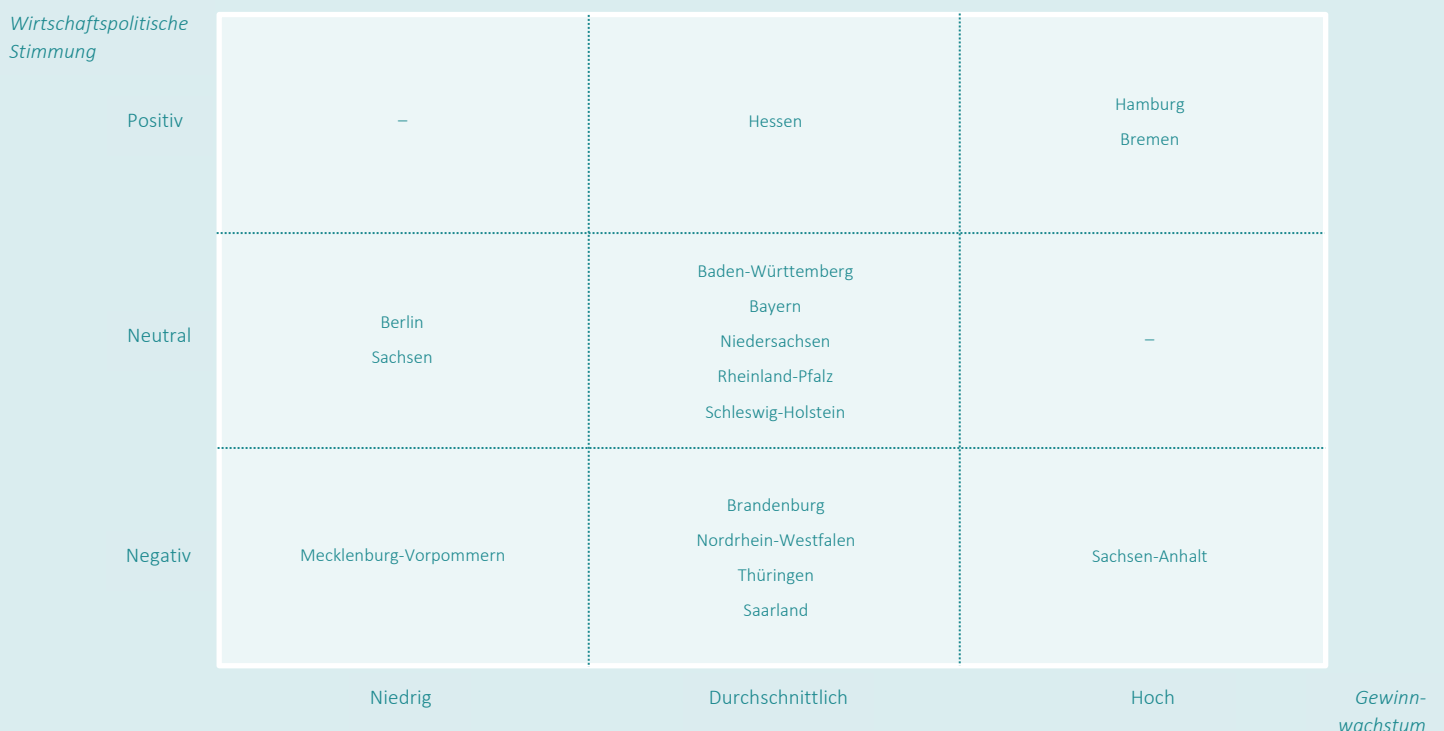 Wirtschaftspolitische
Stimmung
Positiv
–
Hessen
Hamburg
Bremen
Neutral
Berlin
Sachsen
Baden-Württemberg
Bayern
Niedersachsen
Rheinland-Pfalz
Schleswig-Holstein
–
Negativ
Mecklenburg-Vorpommern
Brandenburg
Nordrhein-Westfalen
Thüringen
Saarland
Sachsen-Anhalt
Niedrig
Durchschnittlich
Hoch
Gewinn-
wachstum